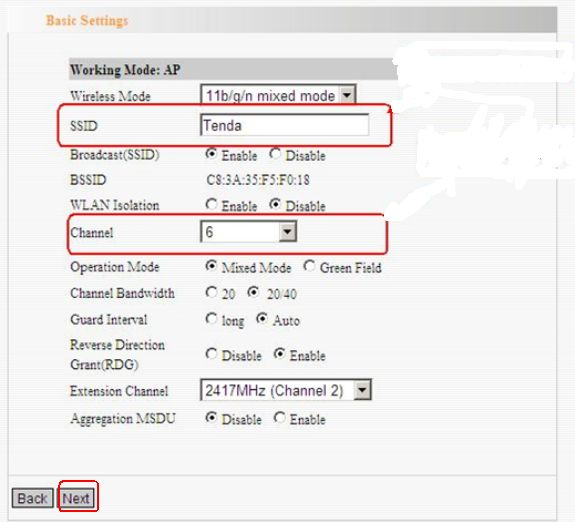 Basic Settings
Working Mode: AP
Wireless Mode 11b/g/n mixed mode
SSID Tenda
Broadcast(SSID) Enable Disable
BSSID C8:3A:35:F5:F0:18
WLAN Isolation Enable Disable
Channel 6
Operation Mode Mixed Mode Green Field
Channel Bandwidth 20 20/40
Guard Interval long Auto
Reverse Direction
Grant(RDG) Disable Enable
Extension Channel 2417MHz (Channel 2)
Aggregation MSDU Disable Enable
Back Next